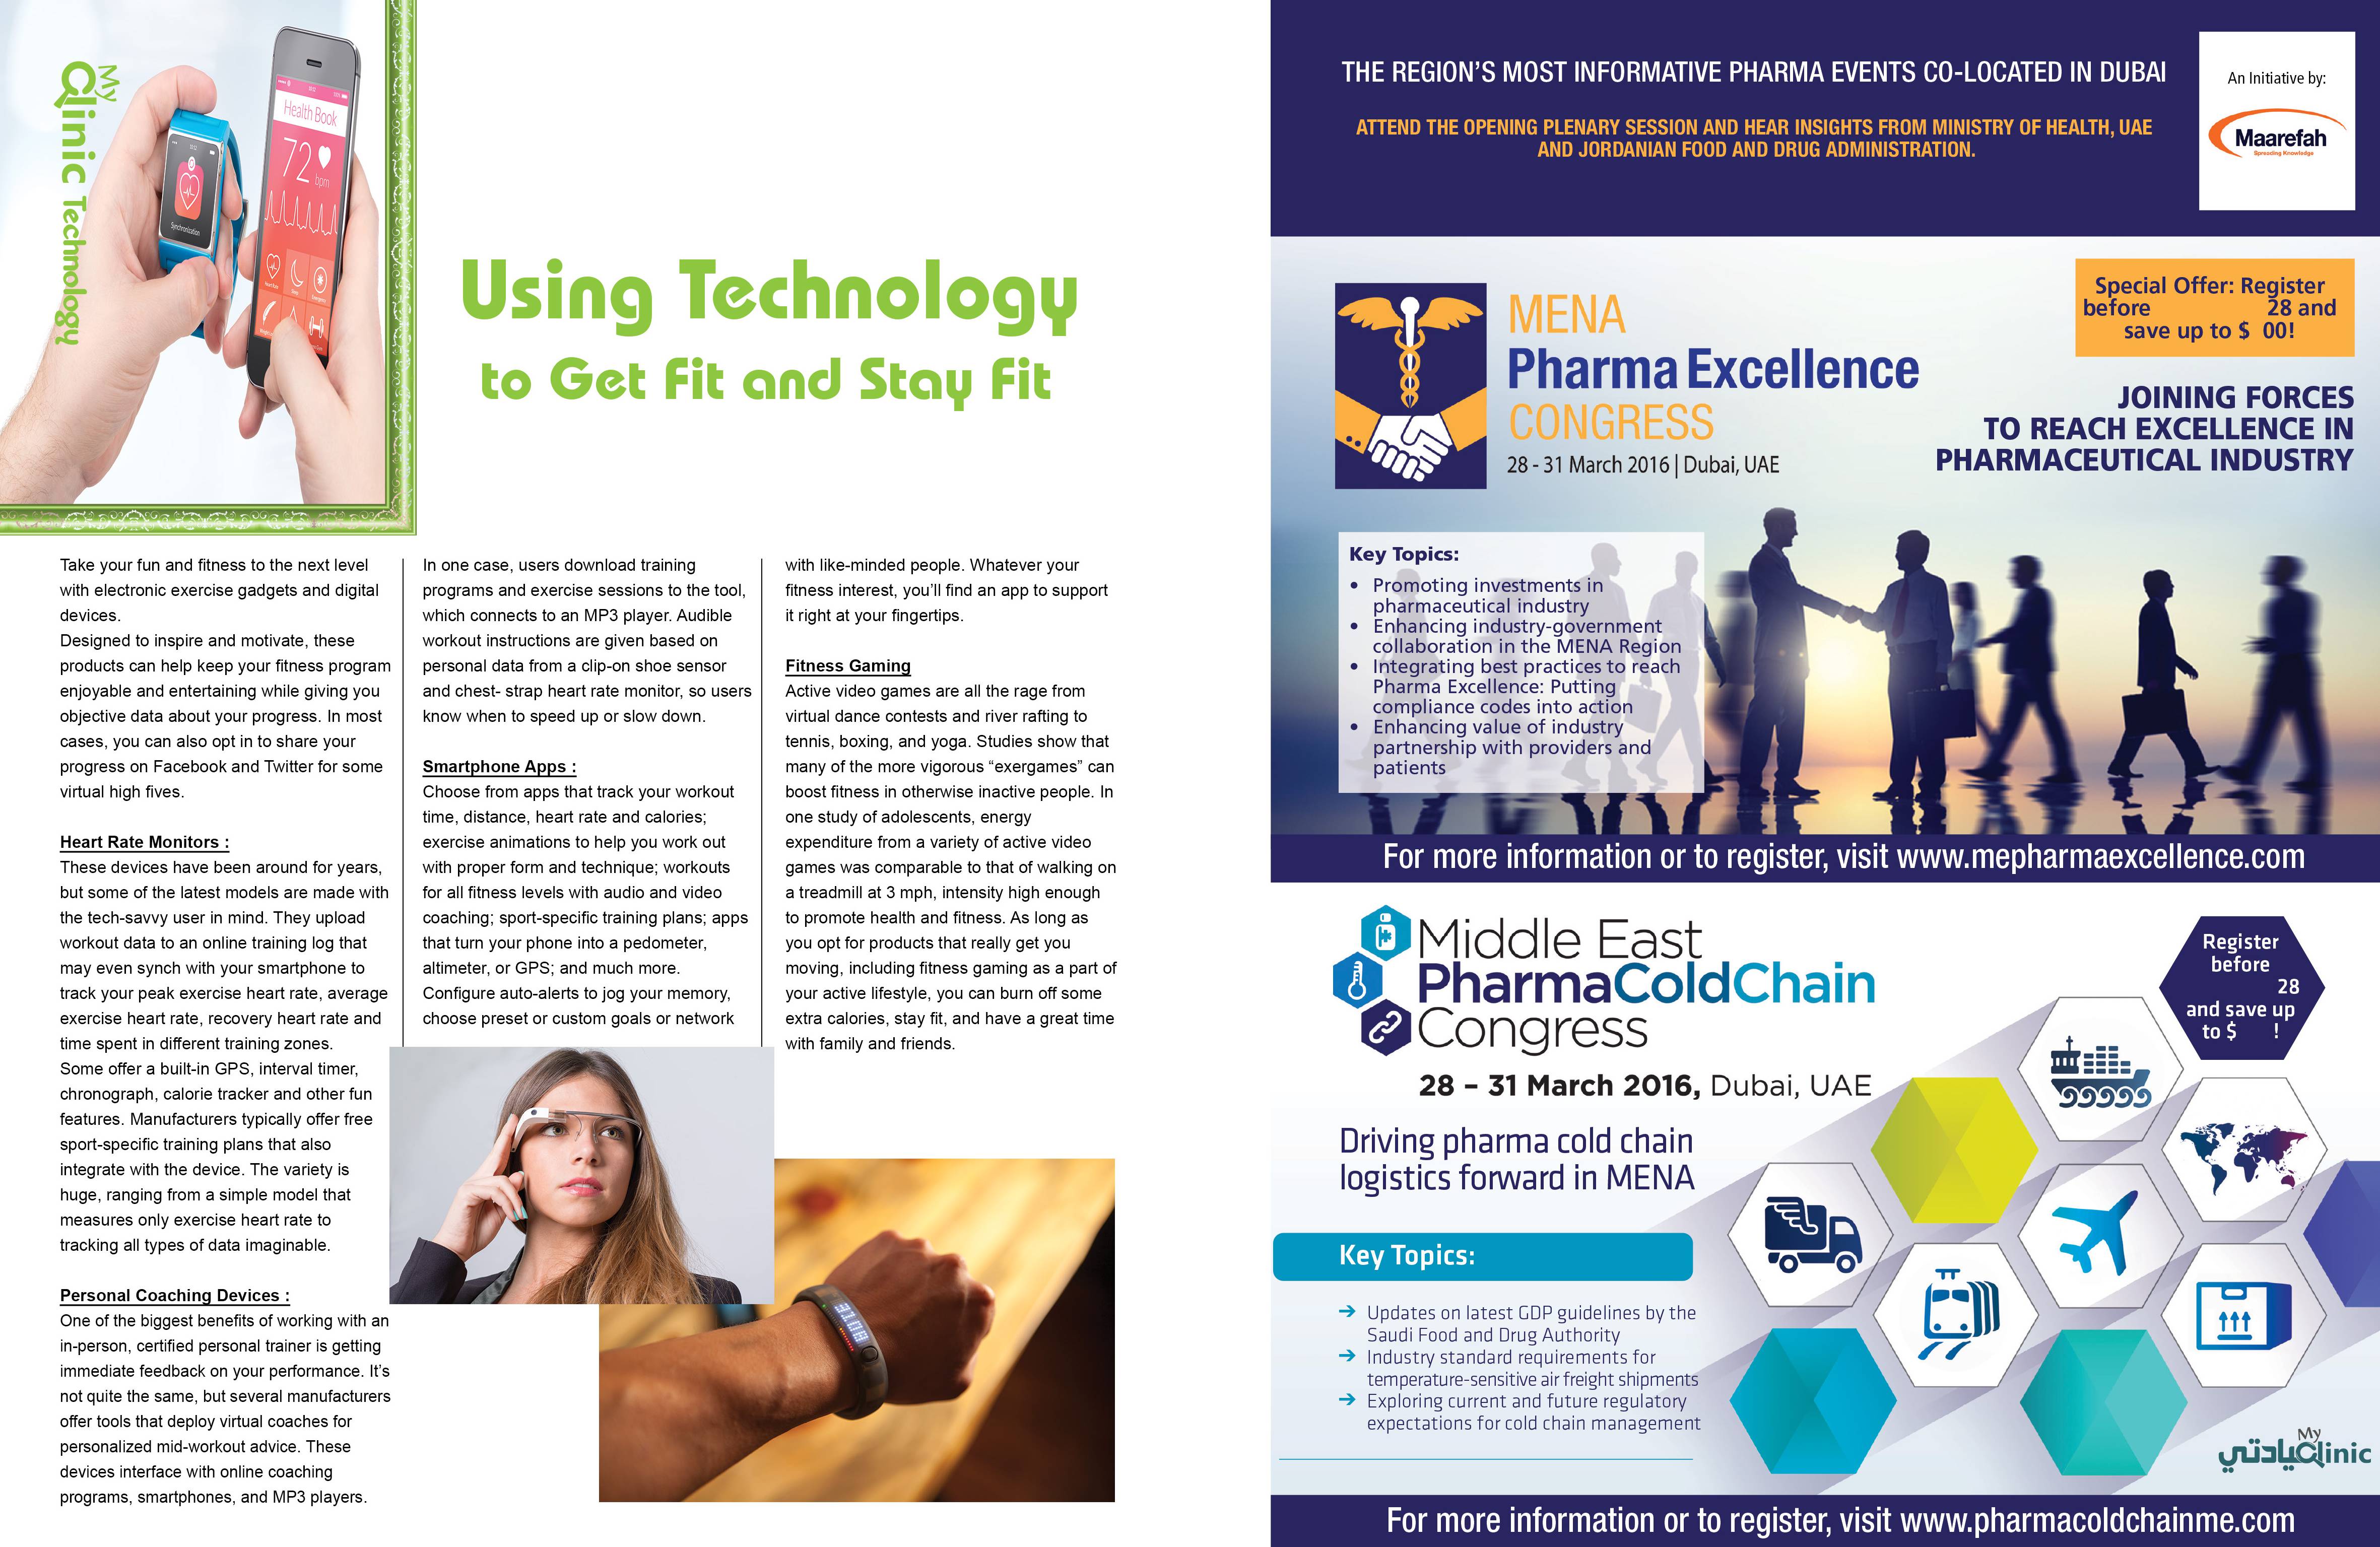 My
Clinic Technology
Synchronization
Health Book
72 bpm
Using Technology
to Get Fit and Stay Fit
Take your fun and fitness to the next level
with electronic exercise gadgets and digital
devices.
Designed to inspire and motivate, these
products can help keep your fitness program
enjoyable and entertaining while giving you
objective data about your progress. In most
cases, you can also opt in to share your
progress on Facebook and Twitter for some
virtual high fives.
Heart Rate Monitors :
These devices have been around for years,
but some of the latest models are made with
the tech-savvy user in mind. They upload
workout data to an online training log that
may even synch with your smartphone to
track your peak exercise heart rate, average
exercise heart rate, recovery heart rate and
time spent in different training zones.
Some offer a built-in GPS, interval timer,
chronograph, calorie tracker and other fun
features. Manufacturers typically offer free
sport-specific training plans that also
integrate with the device. The variety is
huge, ranging from a simple model that
measures only exercise heart rate to
tracking all types of data imaginable.
Personal Coaching Devices :
One of the biggest benefits of working with an
in-person, certified personal trainer is getting
immediate feedback on your performance. It’s
not quite the same, but several manufacturers
offer tools that deploy virtual coaches for
personalized mid-workout advice. These
devices interface with online coaching
programs, smartphones, and MP3 players.
In one case, users download training
programs and exercise sessions to the tool,
which connects to an MP3 player. Audible
workout instructions are given based on
personal data from a clip-on shoe sensor
and chest- strap heart rate monitor, so users
know when to speed up or slow down.
Smartphone Apps :
Choose from apps that track your workout
time, distance, heart rate and calories;
exercise animations to help you work out
with proper form and technique; workouts
for all fitness levels with audio and video
coaching; sport-specific training plans; apps
that turn your phone into a pedometer,
altimeter, or GPS; and much more.
Configure auto-alerts to jog your memory,
choose preset or custom goals or network
with like-minded people. Whatever your
fitness interest, you’ll find an app to support
it right at your fingertips.
Fitness Gaming
Active video games are all the rage from
virtual dance contests and river rafting to
tennis, boxing, and yoga. Studies show that
many of the more vigorous “exergames” can
boost fitness in otherwise inactive people. In
one study of adolescents, energy
expenditure from a variety of active video
games was comparable to that of walking on
a treadmill at 3 mph, intensity high enough
to promote health and fitness. As long as
you opt for products that really get you
moving, including fitness gaming as a part of
your active lifestyle, you can burn off some
extra calories, stay fit, and have a great time
with family and friends.
THE REGION’S MOST INFORMATIVE PHARMA EVENTS CO-LOCATED IN DUBAI
ATTEND THE OPENING PLENARY SESSION AND HEAR INSIGHTS FROM MINISTRY OF HEALTH, UAE
AND JORDANIAN FOOD AND DRUG ADMINISTRATION.
An Initiative by:
Maarefah
Spreading Knowledge
MENA
Pharma Excellence
CONGRESS
28 - 31 March 2016 | Dubai, UAE
Special Offer: Register
before 28 and
save up to $ 00!
JOINING FORCES
TO REACH EXCELLENCE IN
PHARMACEUTICAL INDUSTRY
Key Topics:
• Promoting investments in
pharmaceutical industry
• Enhancing industry-government
collaboration in the MENA Region
• Integrating best practices to reach
Pharma Excellence: Putting
compliance codes into action
• Enhancing value of industry
partnership with providers and
patients
For more information or to register, visit www.mepharmaexcellence.com
Middle East
PharmaColdChain
Congress
28 – 31 March 2016, Dubai, UAE
Register
before
28
and save up
to $ !
Driving pharma cold chain
logistics forward in MENA
Key Topics:
➔ Updates on latest GDP guidelines by the
Saudi Food and Drug Authority
➔ Industry standard requirements for
temperature-sensitive air freight shipments
➔ Exploring current and future regulatory
expectations for cold chain management
My
Clinic عيادتي
For more information or to register, visit www.pharmacoldchainme.com